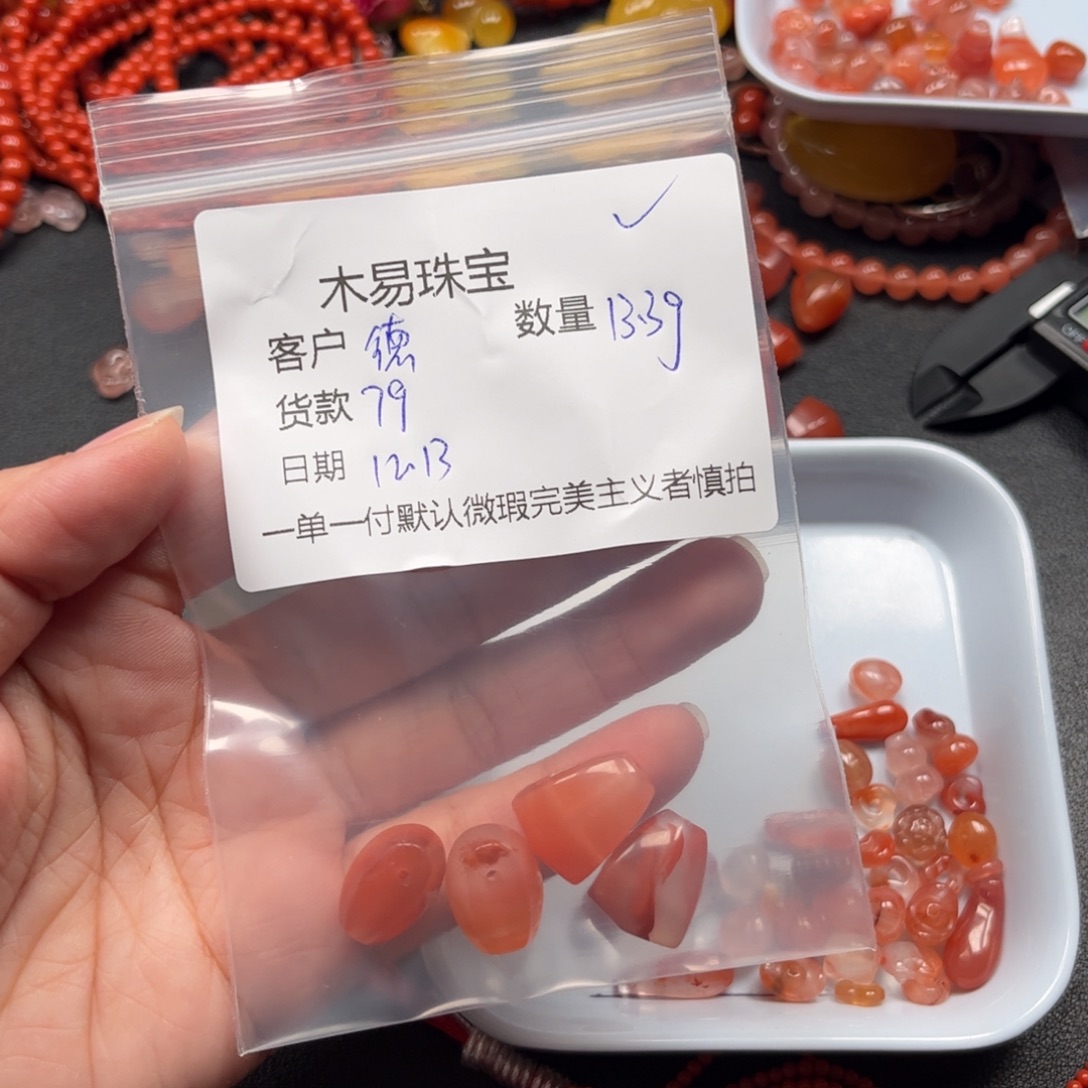 木易珠宝
客户 德 数量 13.3g
货款 79
日期 12.13
一单一付默认微瑕完美主义者慎拍